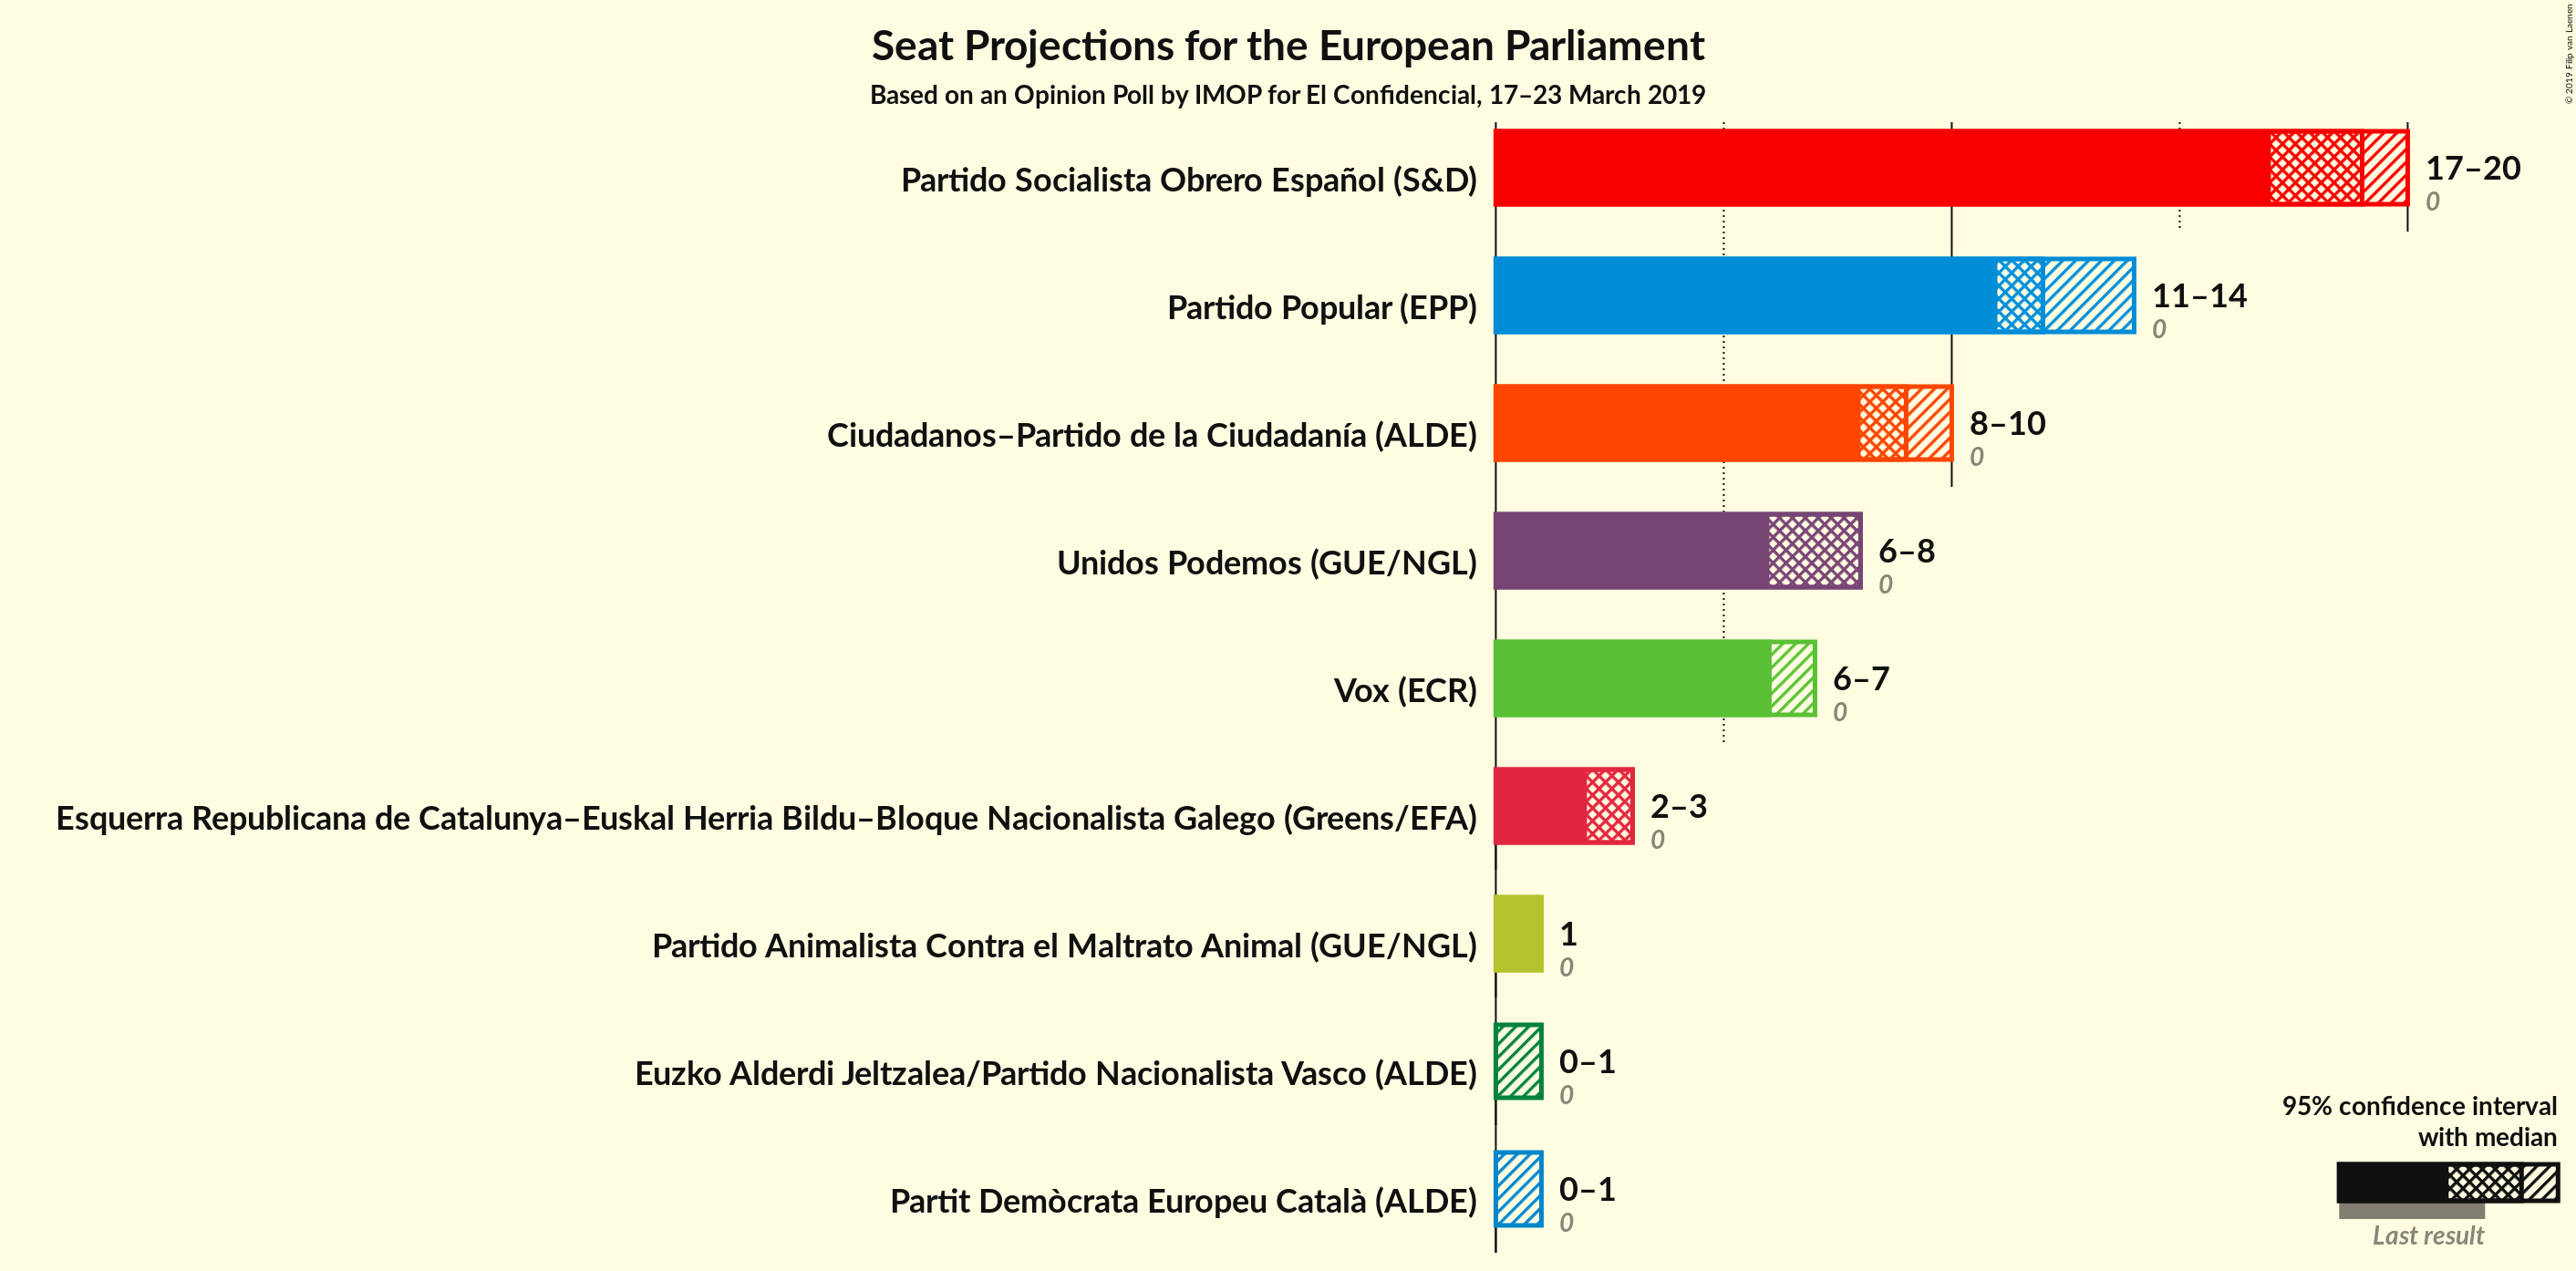 Seat Projections for the European Parliament
Based on an Opinion Poll by IMOP for El Confidencial, 17–23 March 2019
© 2019 Filip van Laenen
Partido Socialista Obrero Español (S&D)
17–20
0
Partido Popular (EPP)
11–14
0
Ciudadanos–Partido de la Ciudadanía (ALDE)
8–10
0
Unidos Podemos (GUE/NGL)
6–8
0
Vox (ECR)
6–7
0
Esquerra Republicana de Catalunya–Euskal Herria Bildu–Bloque Nacionalista Galego (Greens/EFA)
2–3
0
Partido Animalista Contra el Maltrato Animal (GUE/NGL)
1
0
Euzko Alderdi Jeltzalea/Partido Nacionalista Vasco (ALDE)
0–1
0
Partit Demòcrata Europeu Català (ALDE)
0–1
0
95% confidence interval
with median
Last result